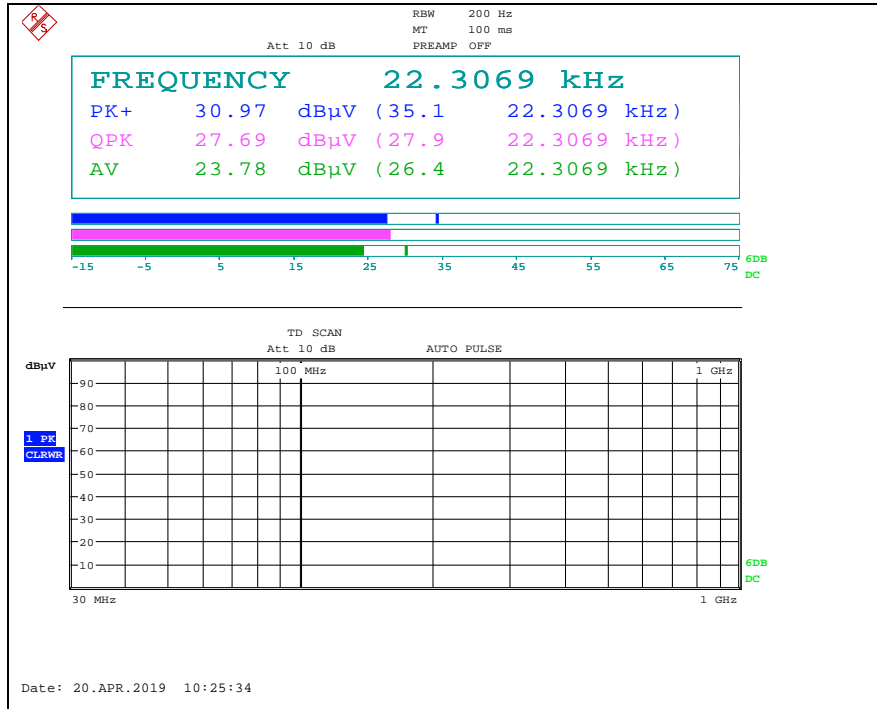 R S
RBW 200 Hz
MT 100 ms
Att 10 dB PREAMP OFF
FREQUENCY 22.3069 kHz
PK+ 30.97 dBµV (35.1 22.3069 kHz)
QPK 27.69 dBµV (27.9 22.3069 kHz)
AV 23.78 dBµV (26.4 22.3069 kHz)
-15 -5 5 15 25 35 45 55 65 75
6DB
DC
TD SCAN
Att 10 dB AUTO PULSE
dBµV
100 MHz 1 GHz
90
80
70
1 PK
CLRWR
60
50
40
30
20
10
6DB
DC
30 MHz 1 GHz
Date: 20.APR.2019 10:25:34